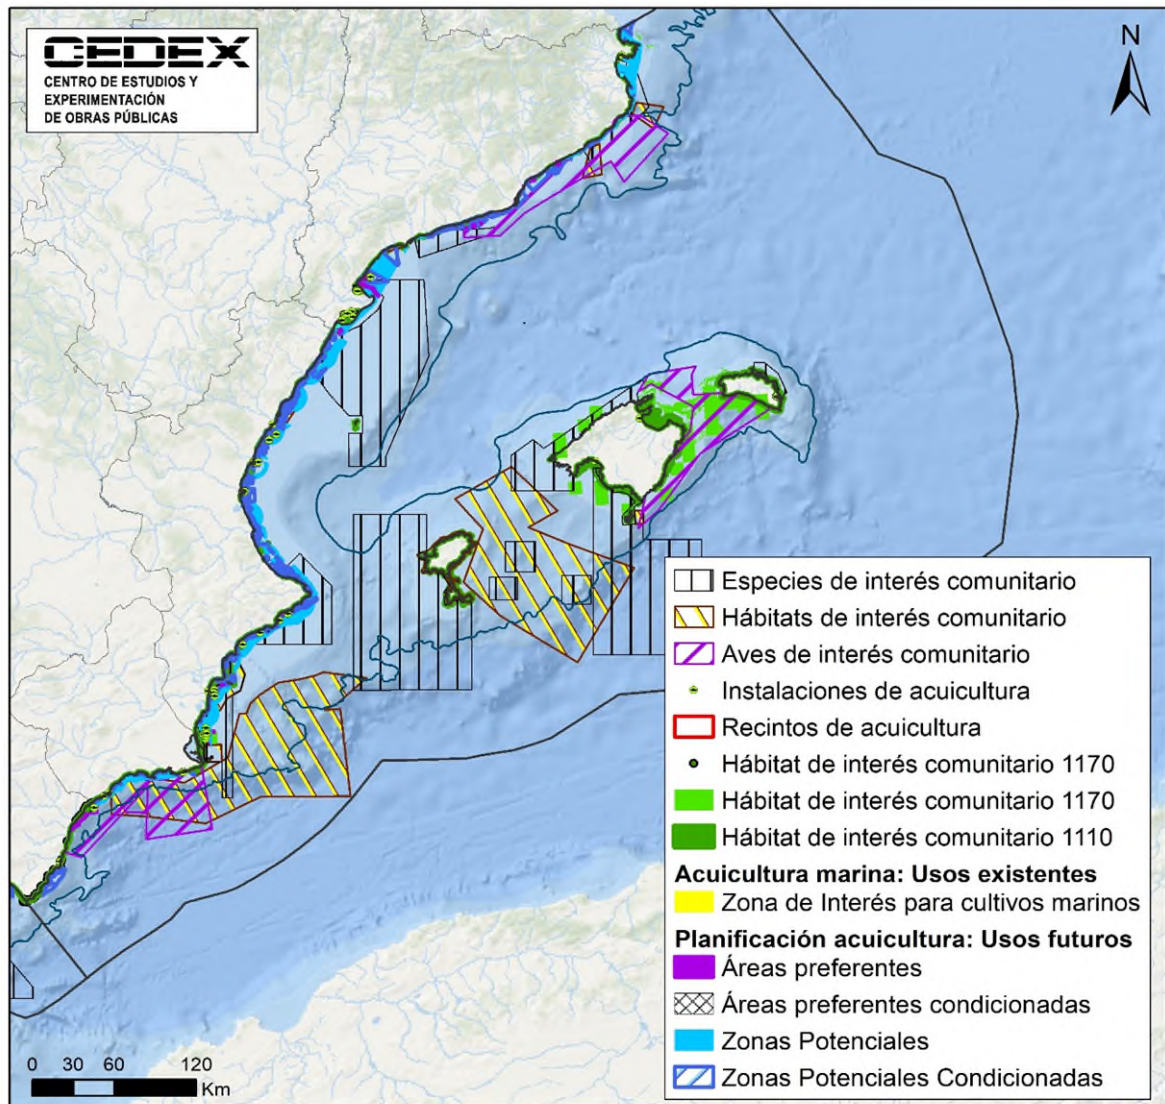 CEDEX
CENTRO DE ESTUDIOS Y
EXPERIMENTACIÓN
DE OBRAS PÚBLICAS
N
Especies de interés comunitario
Hábitats de interés comunitario
Aves de interés comunitario
Instalaciones de acuicultura
Recintos de acuicultura
Hábitat de interés comunitario 1170
Hábitat de interés comunitario 1170
Hábitat de interés comunitario 1110
Acuicultura marina: Usos existentes
Zona de Interés para cultivos marinos
Planificación acuicultura: Usos futuros
Áreas preferentes
Áreas preferentes condicionadas
Zonas Potenciales
Zonas Potenciales Condicionadas
0 30 60 120
Km